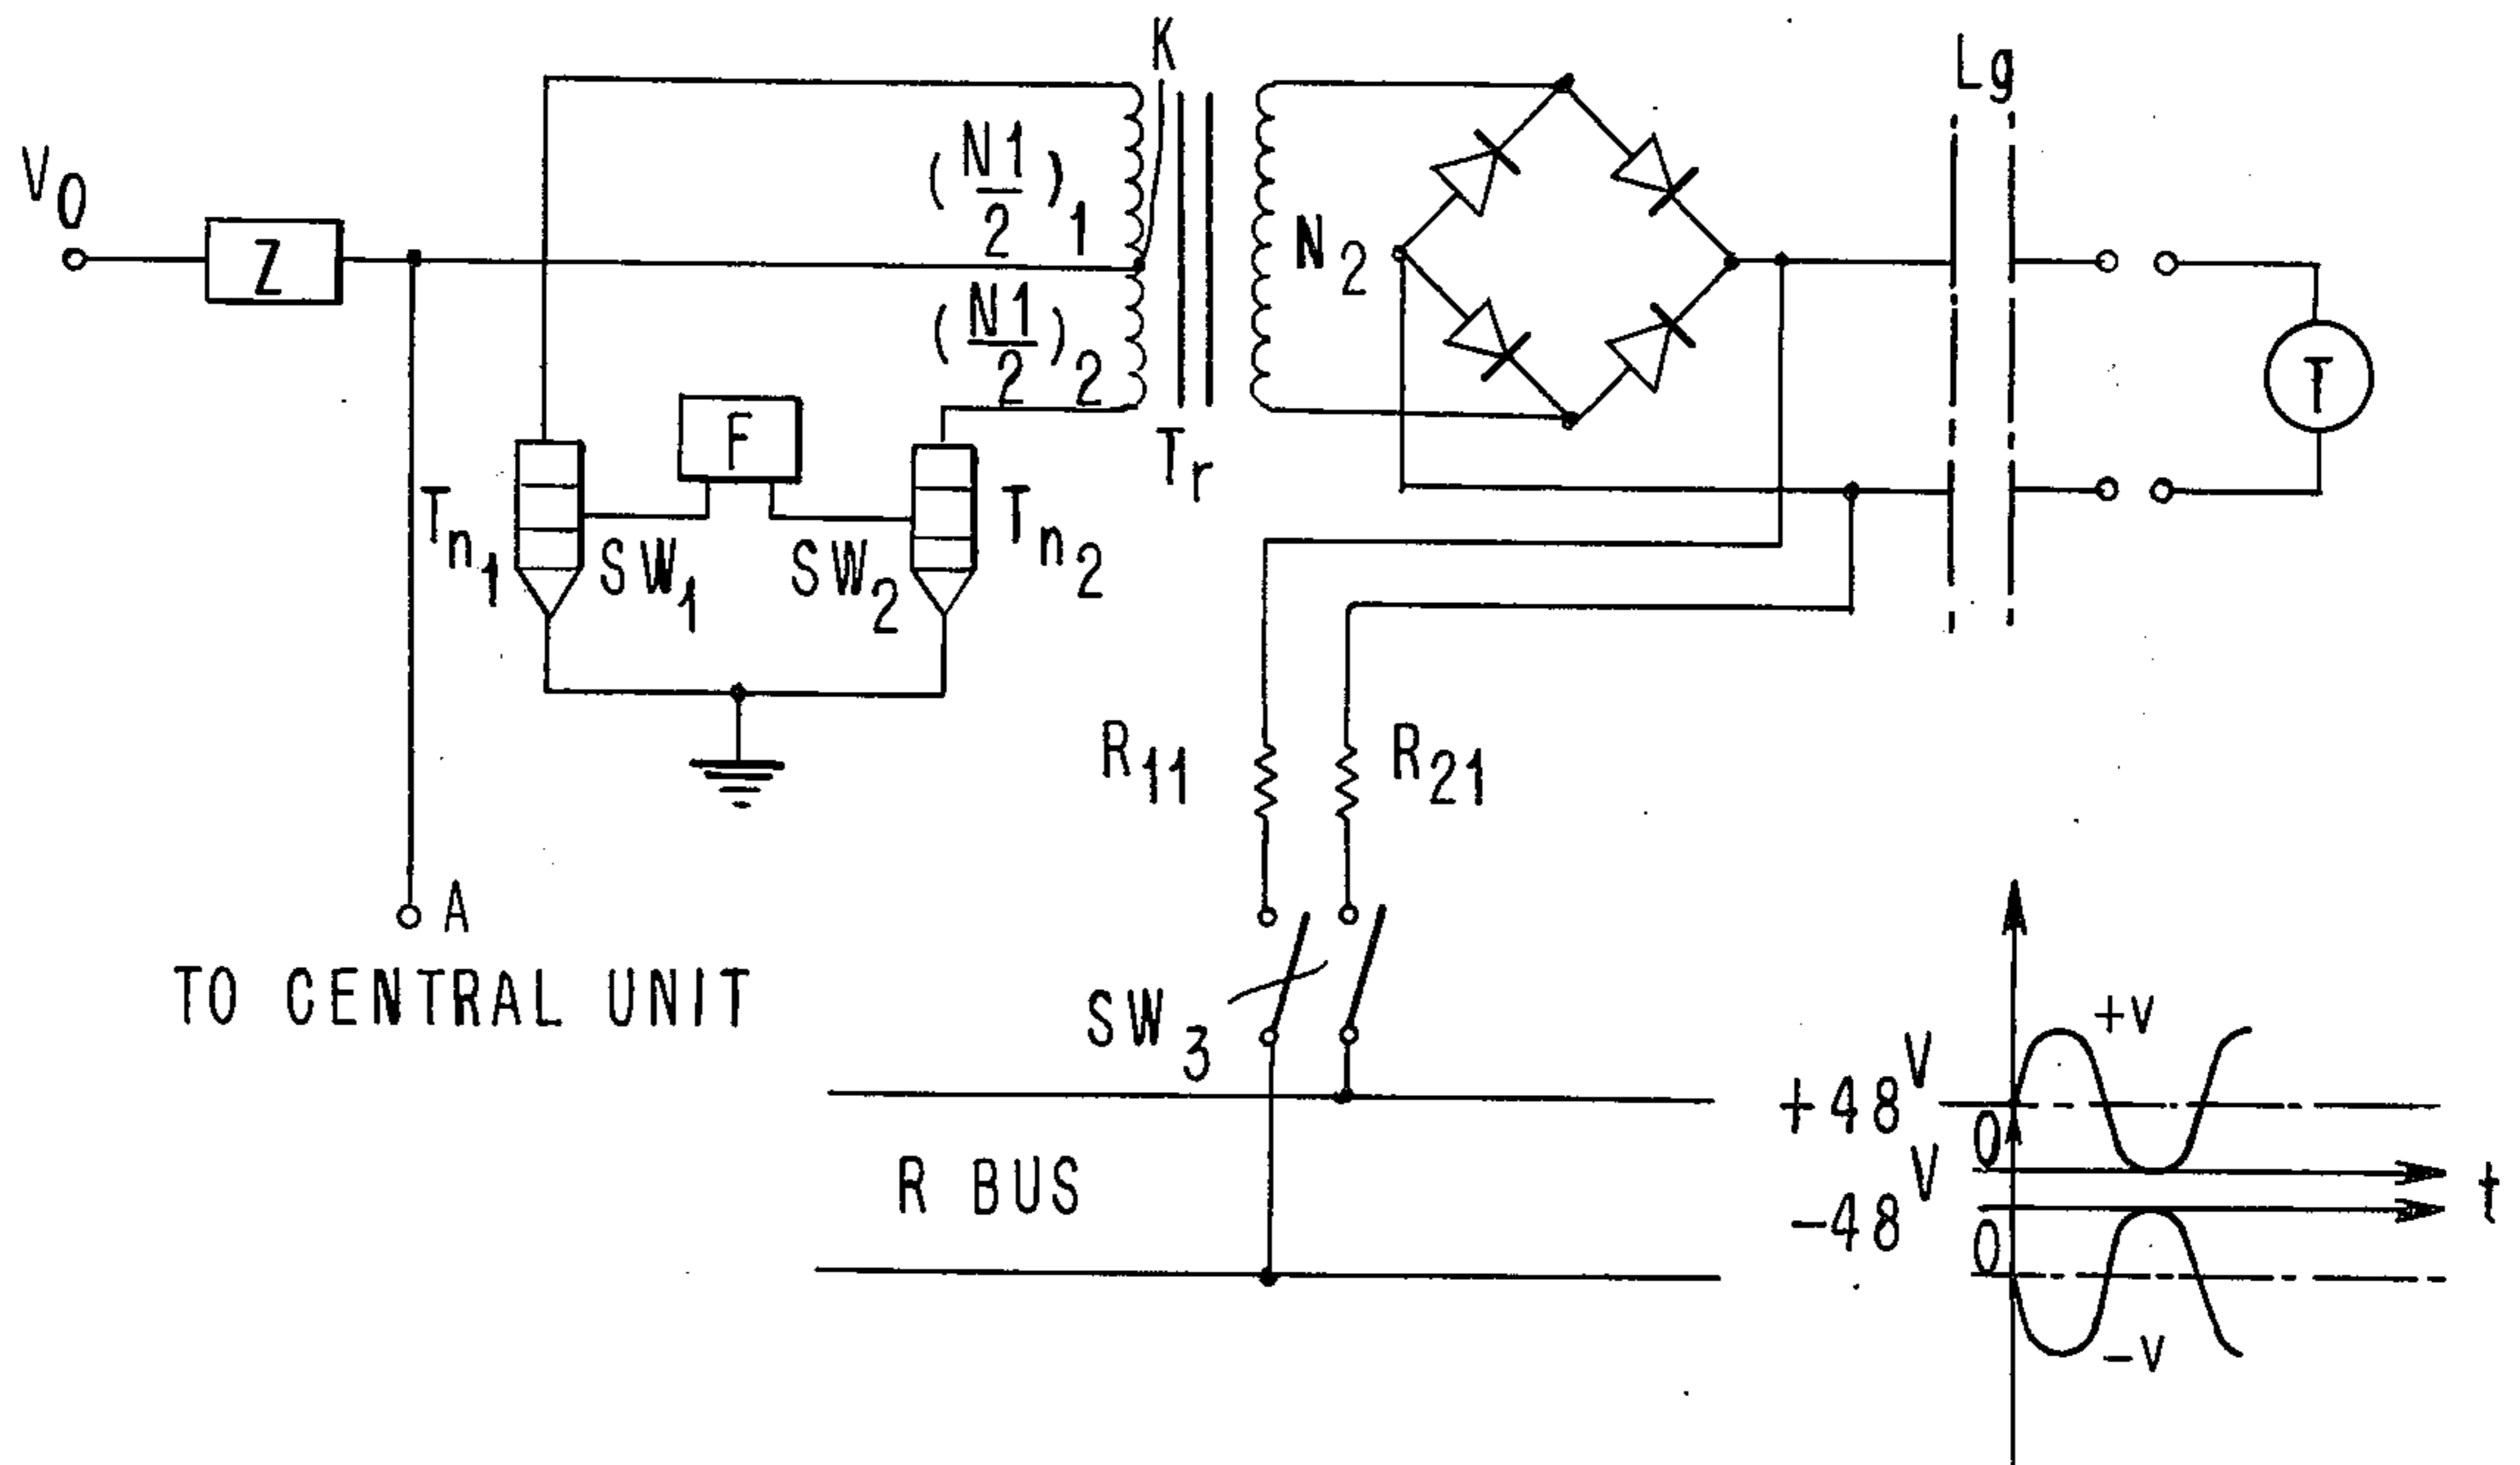 K
Lg
V0
Z
(N1/2)1
N2
(N1/2)2
T
F
Tr
Tn1
SW1
SW2
Tn2
R11
R21
A
TO CENTRAL UNIT
SW3
+V
+48V
0
R BUS
t
-48V
0
-V